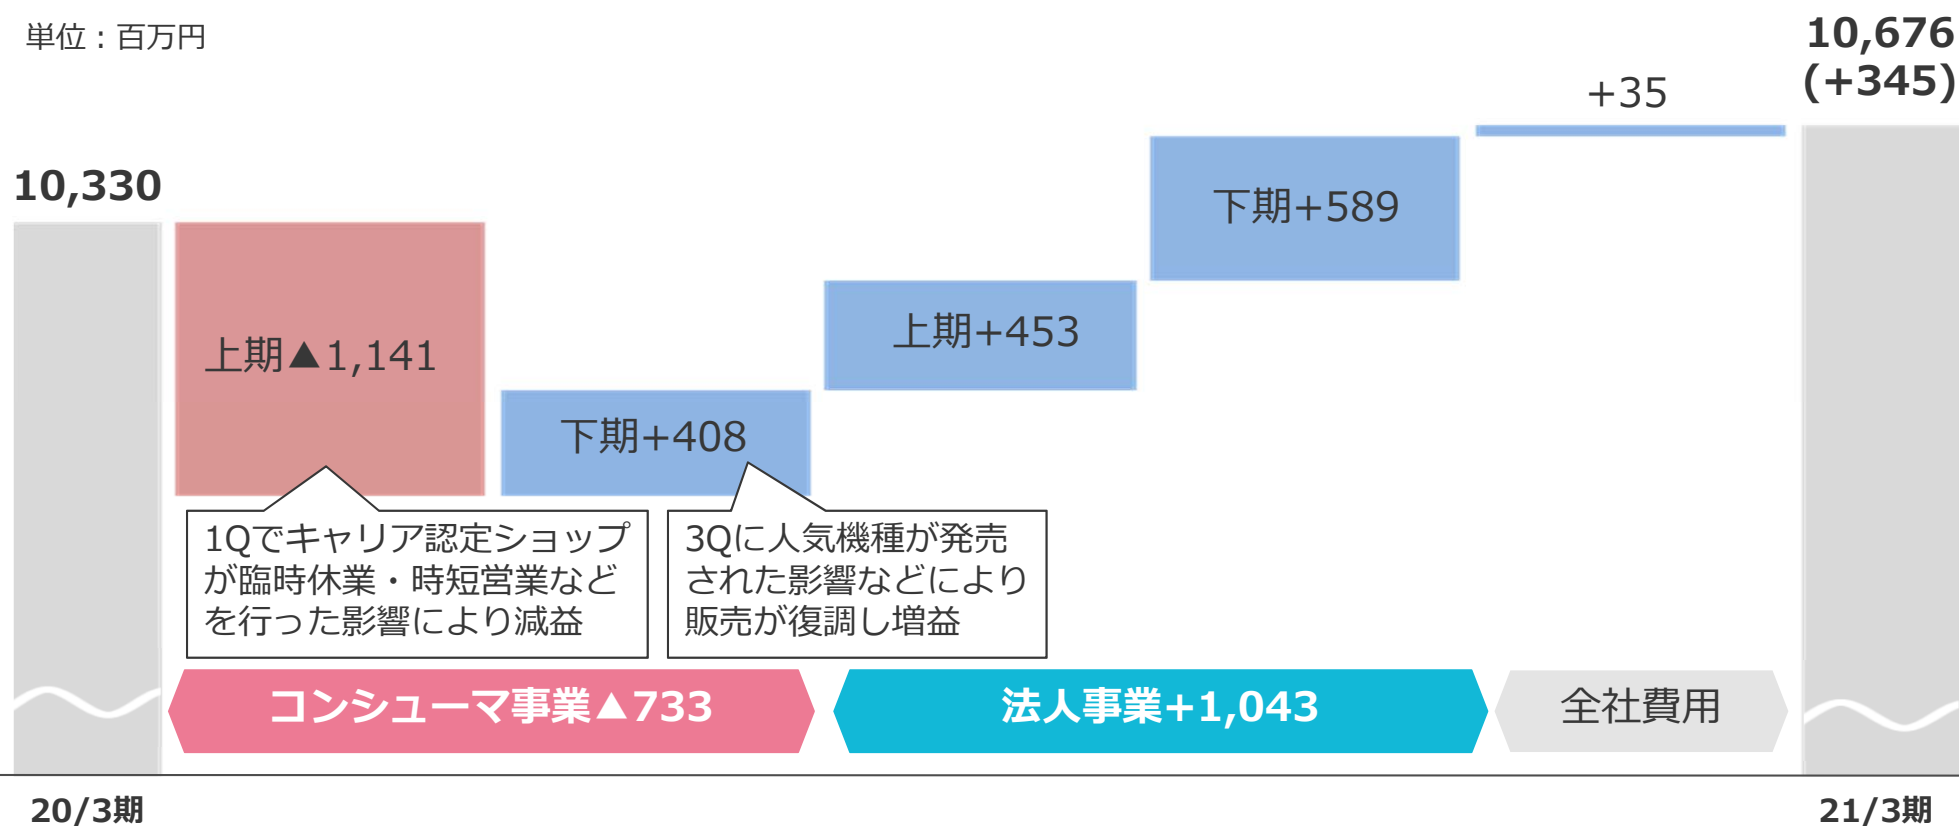 単位：百万円
10,330
上期▲1,141
下期+408
上期+453
下期+589
+35
10,676
(+345)
1Qでキャリア認定ショップ
が臨時休業・時短営業など
を行った影響により減益
3Qに人気機種が発売
された影響などにより
販売が復調し増益
コンシューマ事業▲733
法人事業+1,043
全社費用
20/3期
21/3期